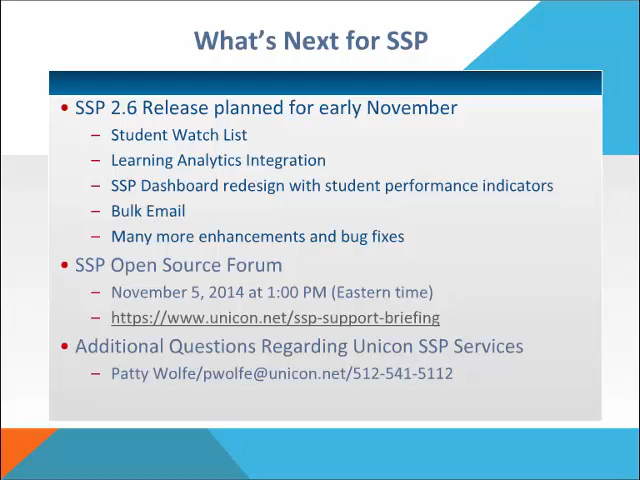 What's Next for SSP
• SSP 2.6 Release planned for early November
– Student Watch List
– Learning Analytics Integration
– SSP Dashboard redesign with student performance indicators
– Bulk Email
– Many more enhancements and bug fixes
• SSP Open Source Forum
– November 5, 2014 at 1:00 PM (Eastern time)
– https://www.unicon.net/ssp-support-briefing
• Additional Questions Regarding Unicon SSP Services
– Patty Wolfe/pwolfe@unicon.net/512-541-5112